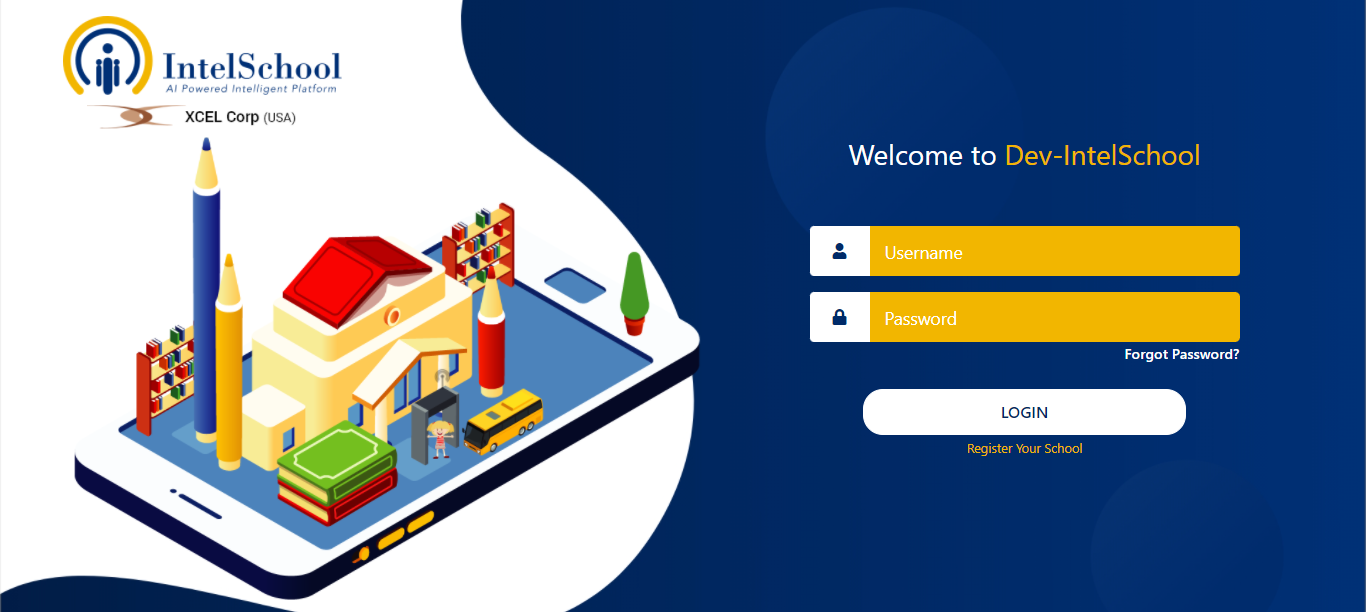 IntelSchool
AI Powered Intelligent Platform
XCEL Corp (USA)
Welcome to Dev-IntelSchool
Username
Password
Forgot Password?
LOGIN
Register Your School